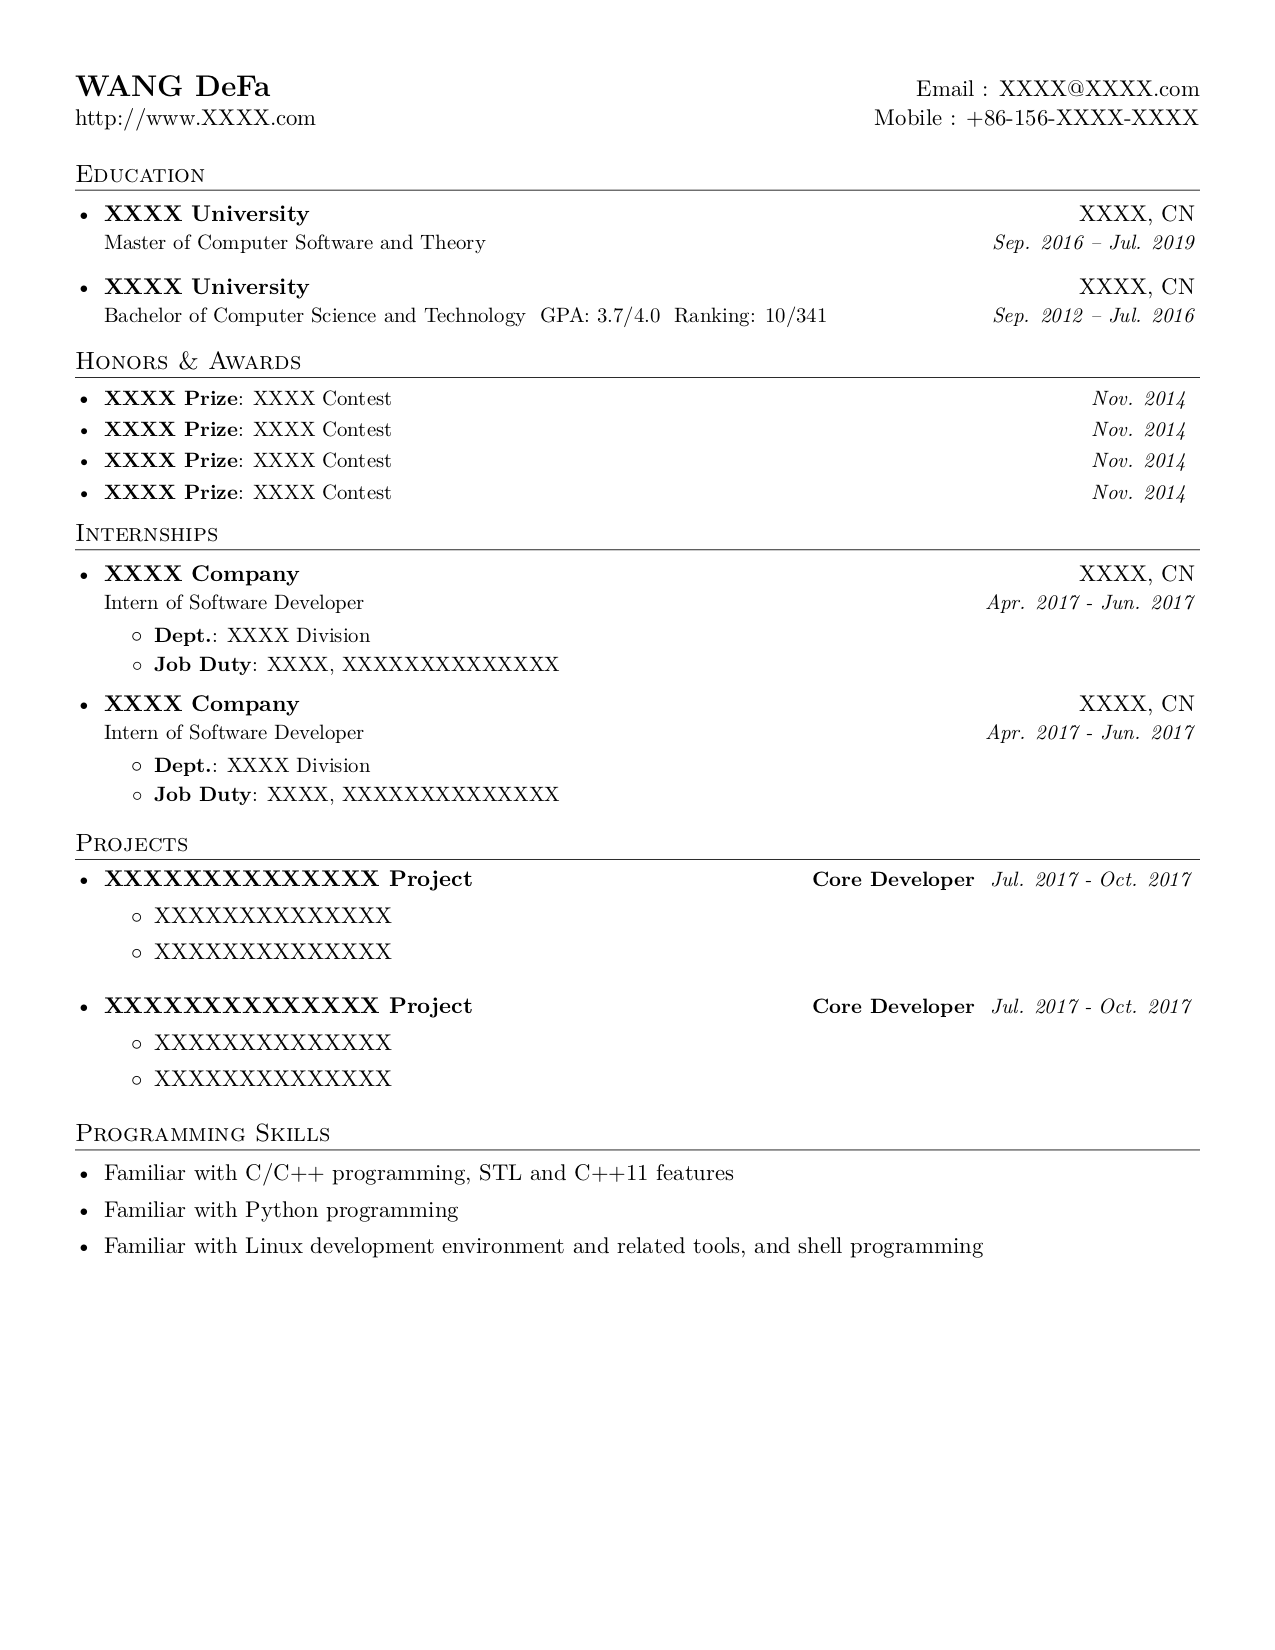 WANG DeFa Email : XXXX@XXXX.com
http://www.XXXX.com Mobile : +86-156-XXXX-XXXX
Education
• XXXX University XXXX, CN
Master of Computer Software and Theory Sep. 2016 – Jul. 2019
• XXXX University XXXX, CN
Bachelor of Computer Science and Technology GPA: 3.7/4.0 Ranking: 10/341 Sep. 2012 – Jul. 2016
Honors & Awards
• XXXX Prize: XXXX Contest Nov. 2014
• XXXX Prize: XXXX Contest Nov. 2014
• XXXX Prize: XXXX Contest Nov. 2014
• XXXX Prize: XXXX Contest Nov. 2014
Internships
• XXXX Company XXXX, CN
Intern of Software Developer Apr. 2017 - Jun. 2017
◦ Dept.: XXXX Division
◦ Job Duty: XXXX, XXXXXXXXXXXXXX
• XXXX Company XXXX, CN
Intern of Software Developer Apr. 2017 - Jun. 2017
◦ Dept.: XXXX Division
◦ Job Duty: XXXX, XXXXXXXXXXXXXX
Projects
• XXXXXXXXXXXXXX Project Core Developer Jul. 2017 - Oct. 2017
◦ XXXXXXXXXXXXXX
◦ XXXXXXXXXXXXXX
• XXXXXXXXXXXXXX Project Core Developer Jul. 2017 - Oct. 2017
◦ XXXXXXXXXXXXXX
◦ XXXXXXXXXXXXXX
Programming Skills
• Familiar with C/C++ programming, STL and C++11 features
• Familiar with Python programming
• Familiar with Linux development environment and related tools, and shell programming